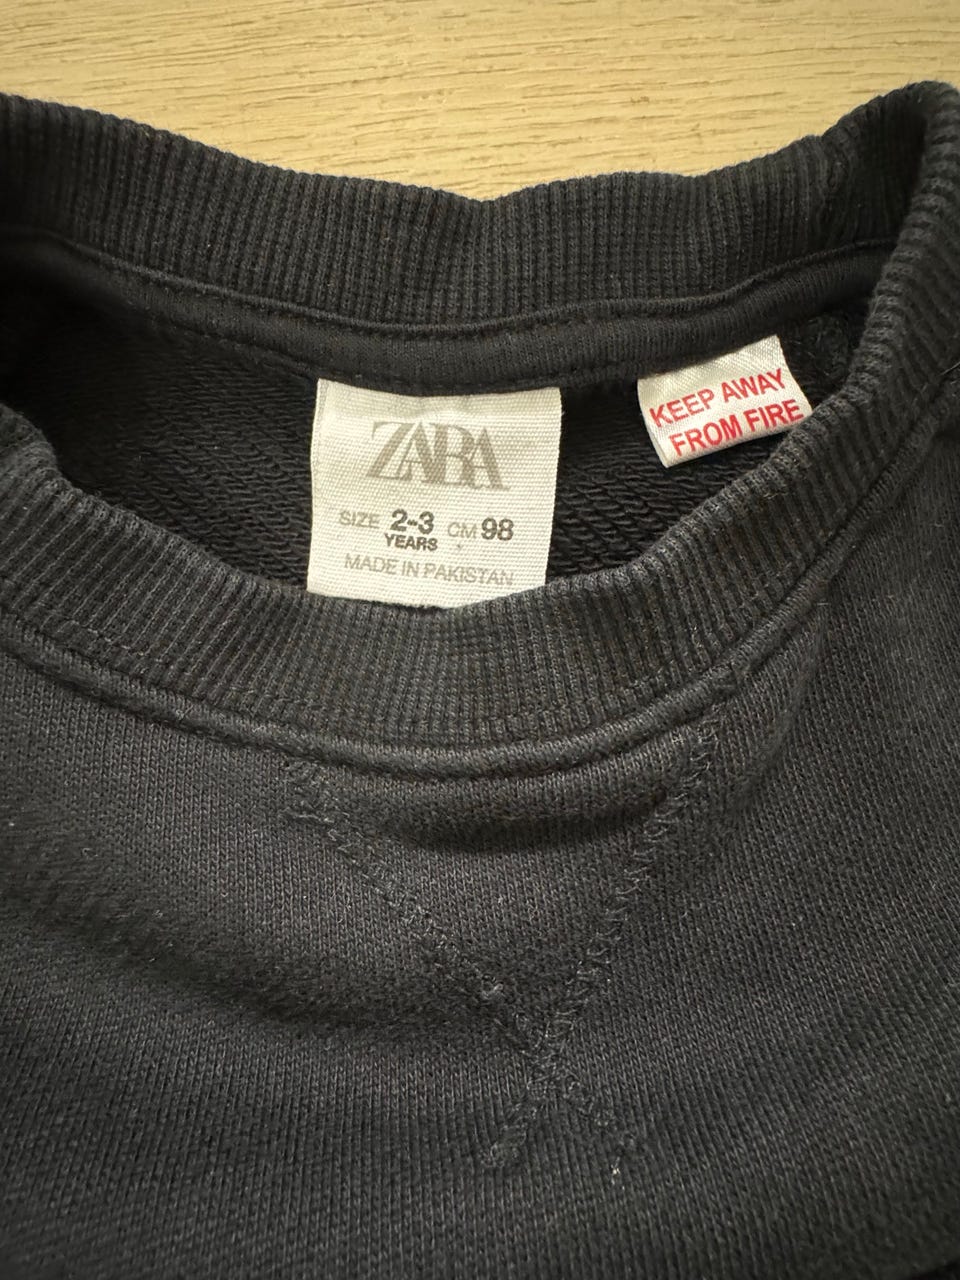 ZARA
SIZE 2-3 YEARS CM 98
MADE IN PAKISTAN
KEEP AWAY
FROM FIRE